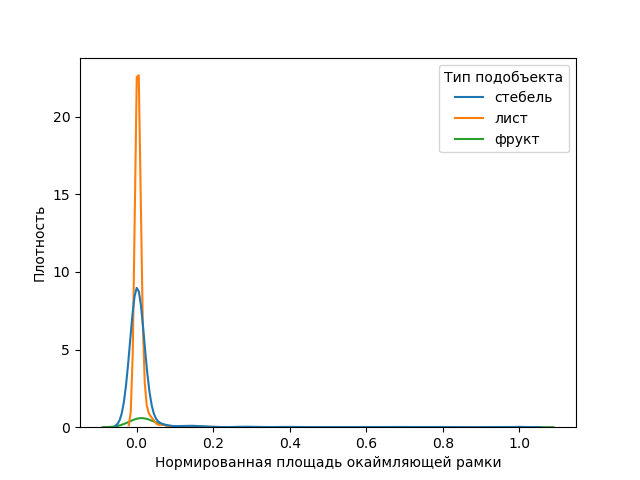 Тип подобъекта
стебель
лист
фрукт
Плотность
20
15
10
5
0
0.0 0.2 0.4 0.6 0.8 1.0
Нормированная площадь окаймляющей рамки